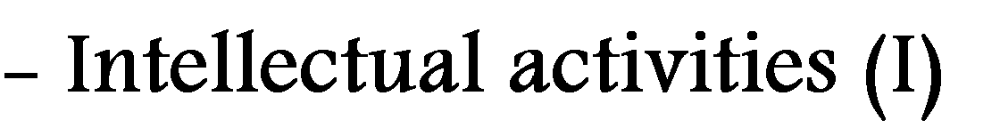 – Intellectual activities (I)